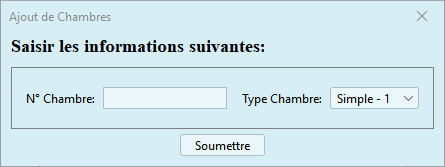 Ajout de Chambres
Saisir les informations suivantes:
N° Chambre: Type Chambre: Simple - 1
Soumettre